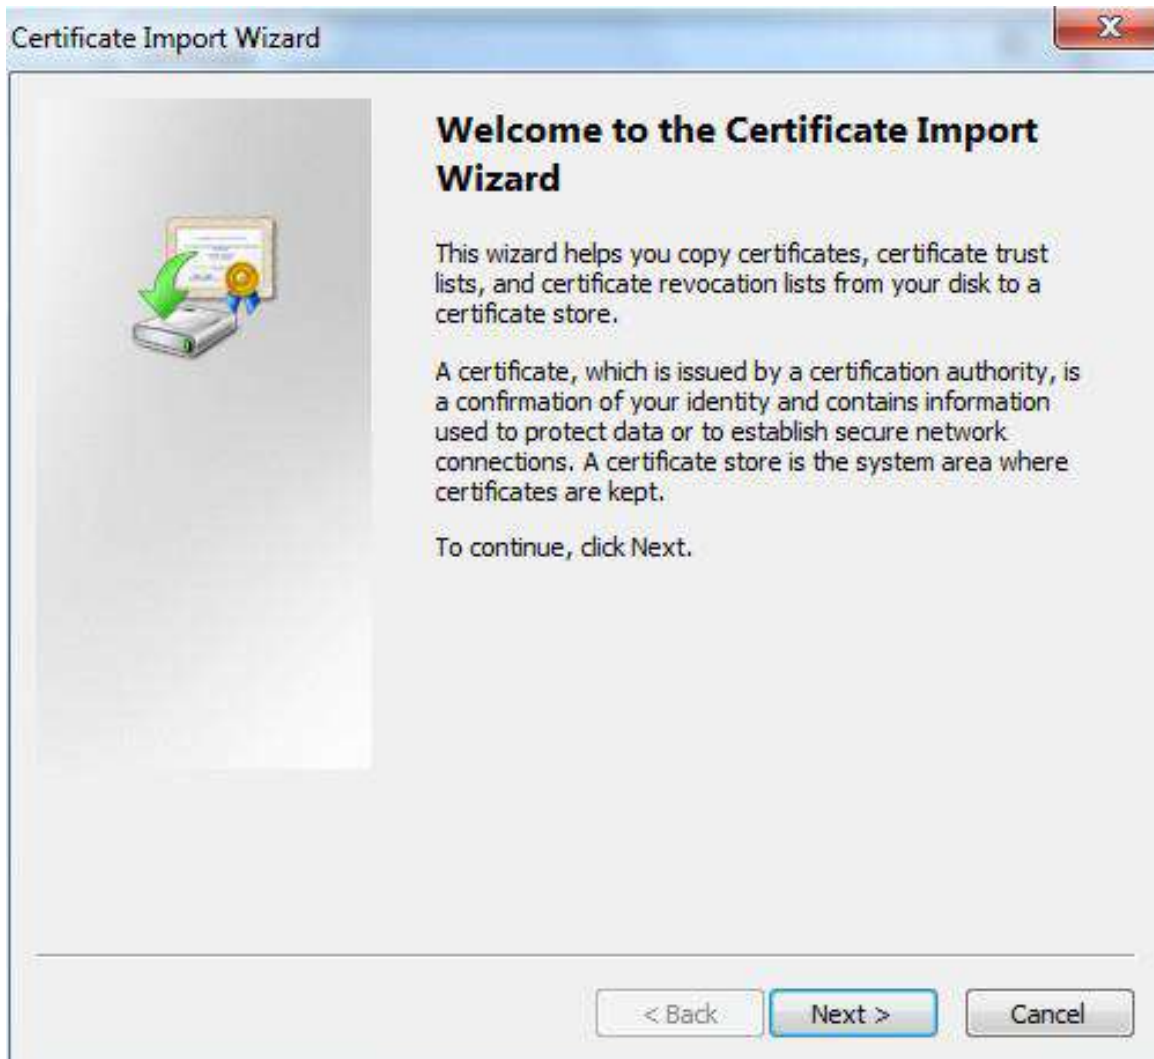 Certificate Import Wizard
Welcome to the Certificate Import
Wizard
This wizard helps you copy certificates, certificate trust
lists, and certificate revocation lists from your disk to a
certificate store.
A certificate, which is issued by a certification authority, is
a confirmation of your identity and contains information
used to protect data or to establish secure network
connections. A certificate store is the system area where
certificates are kept.
To continue, click Next.
< Back Next > Cancel